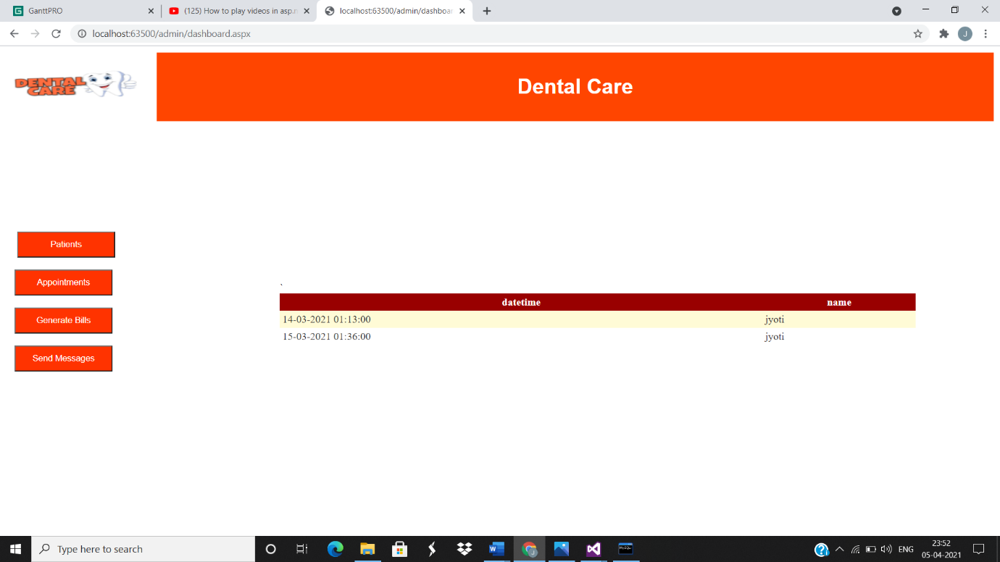 GanttPRO
(125) How to play videos in asp.n
localhost:63500/admin/dashboar
localhost:63500/admin/dashboard.aspx
J
DENTAL
CARE
Dental Care
Patients
Appointments
Generate Bills
Send Messages
`
datetime name
14-03-2021 01:13:00 jyoti
15-03-2021 01:36:00 jyoti
Type here to search
MySQL
ENG
23:52
05-04-2021